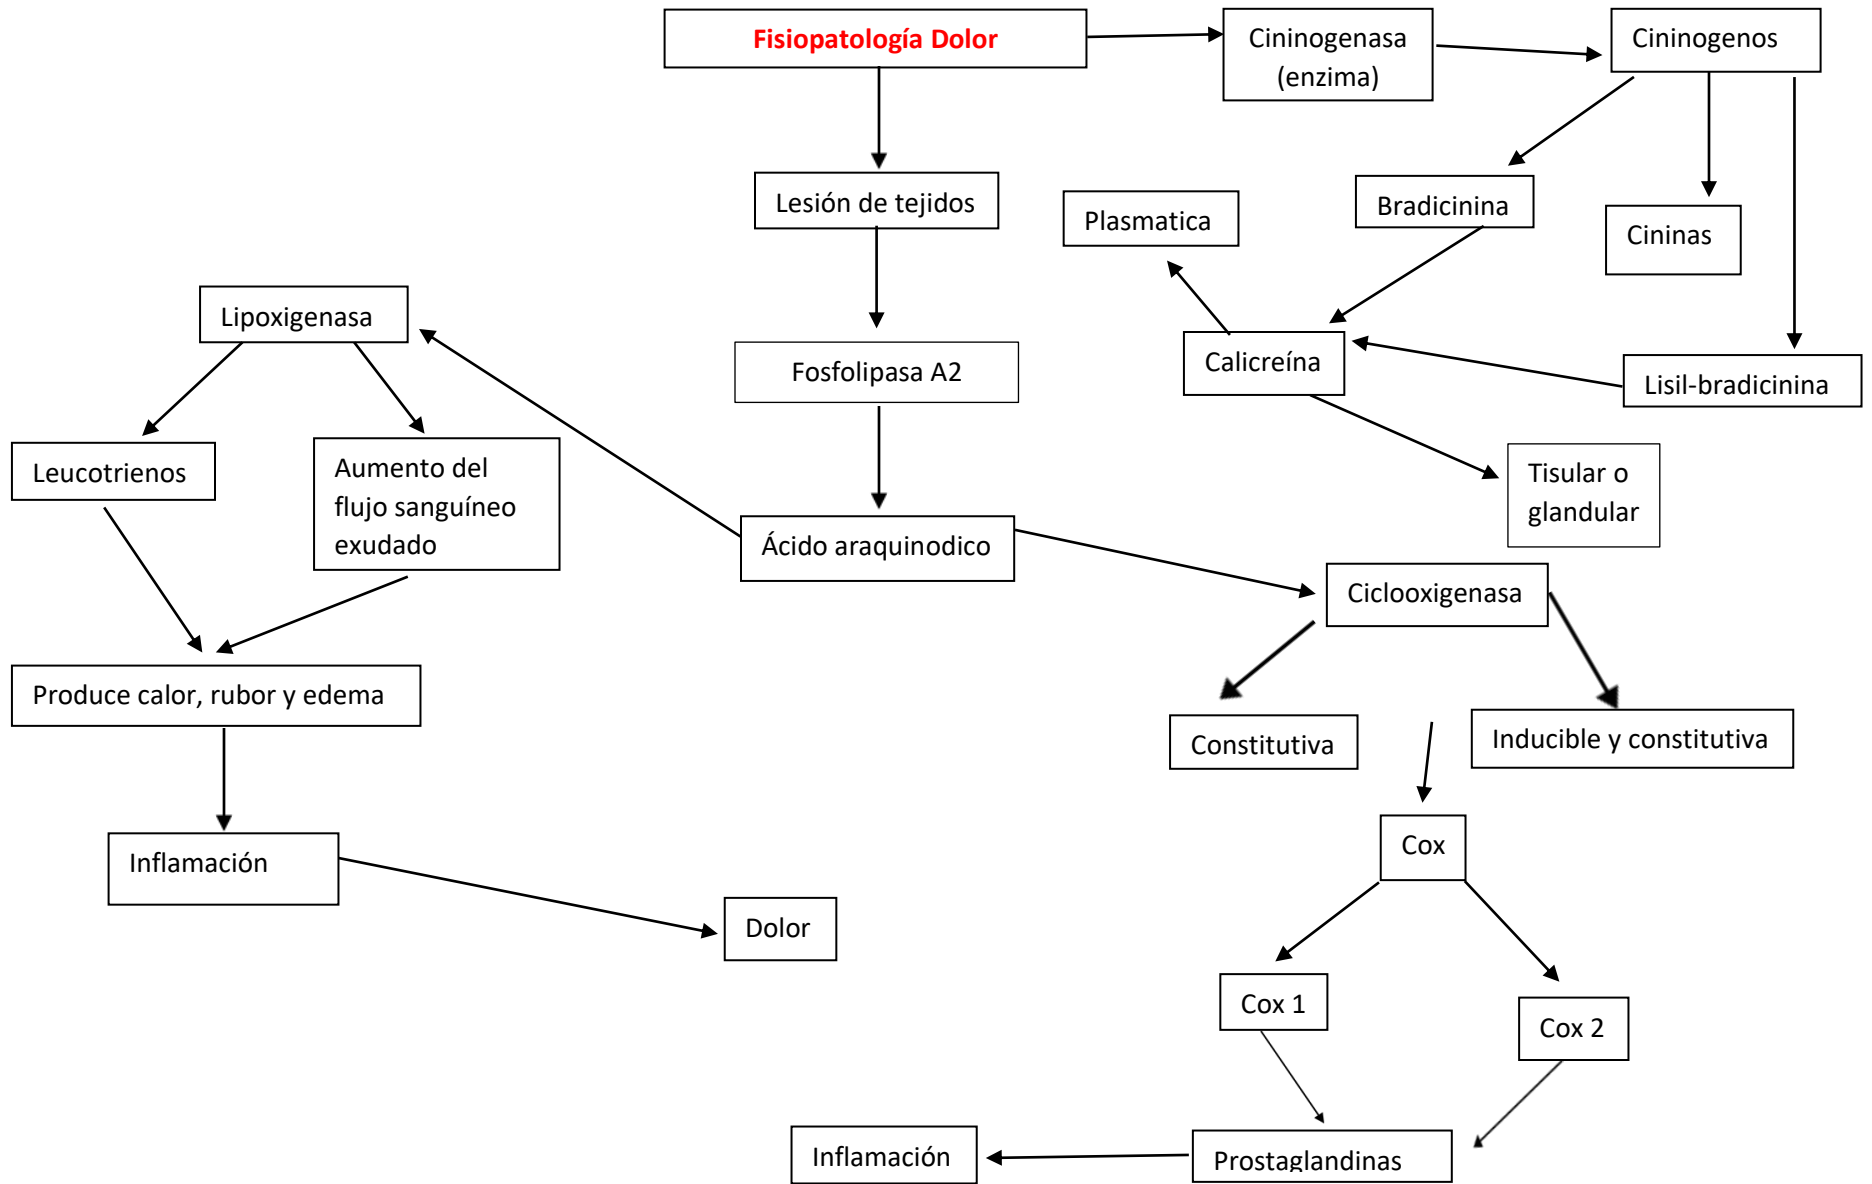 Fisiopatología Dolor
Cininogenasa
(enzima)
Cininogenos
Lesión de tejidos
Plasmatica
Bradicinina
Cininas
Lipoxigenasa
Fosfolipasa A2
Calicreína
Lisil-bradicinina
Leucotrienos
Aumento del
flujo sanguíneo
exudado
Tisular o
glandular
Ácido araquinodico
Ciclooxigenasa
Produce calor, rubor y edema
Constitutiva
Inducible y constitutiva
Inflamación
Cox
Dolor
Cox 1
Cox 2
Inflamación
Prostaglandinas